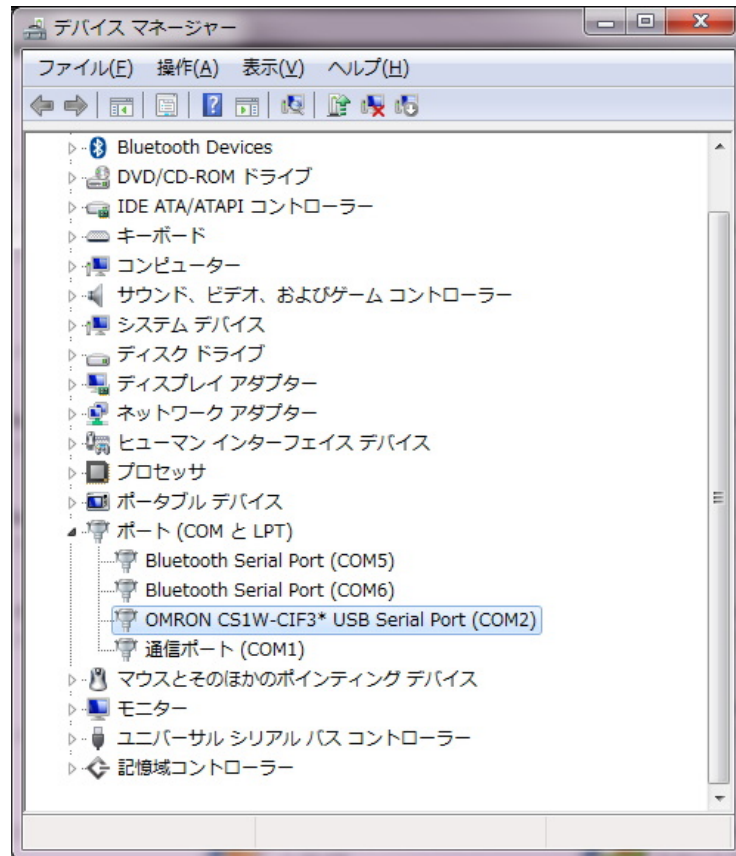 デバイス マネージャー
ファイル(F) 操作(A) 表示(V) ヘルプ(H)
Bluetooth Devices
DVD/CD-ROM ドライブ
IDE ATA/ATAPI コントローラー
キーボード
コンピューター
サウンド、ビデオ、およびゲーム コントローラー
システム デバイス
ディスク ドライブ
ディスプレイ アダプター
ネットワーク アダプター
ヒューマン インターフェイス デバイス
プロセッサ
ポータブル デバイス
ポート (COM と LPT)
Bluetooth Serial Port (COM5)
Bluetooth Serial Port (COM6)
OMRON CS1W-CIF3* USB Serial Port (COM2)
通信ポート (COM1)
マウスとそのほかのポインティング デバイス
モニター
ユニバーサル シリアル バス コントローラー
記憶域コントローラー